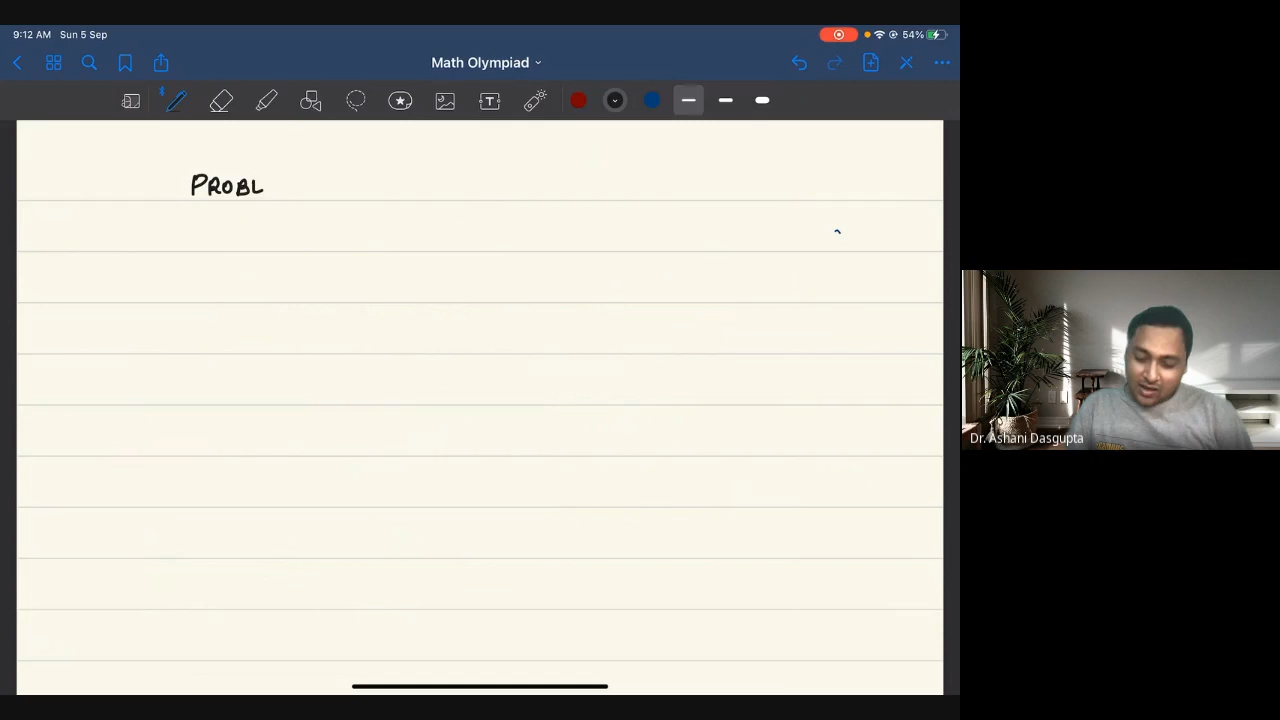 9:12 AM Sun 5 Sep 54%
Math Olympiad
T
PROBL
Dr. Ashani Dasgupta